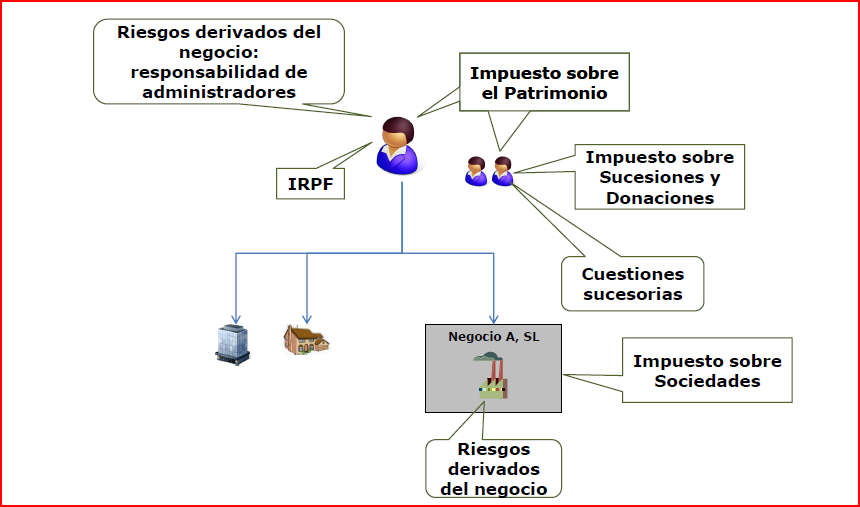 Riesgos derivados del
negocio:
responsabilidad de
administradores
Impuesto sobre
el Patrimonio
IRPF
Impuesto sobre
Sucesiones y
Donaciones
Cuestiones
sucesorias
Negocio A, SL
Impuesto sobre
Sociedades
Riesgos
derivados
del negocio